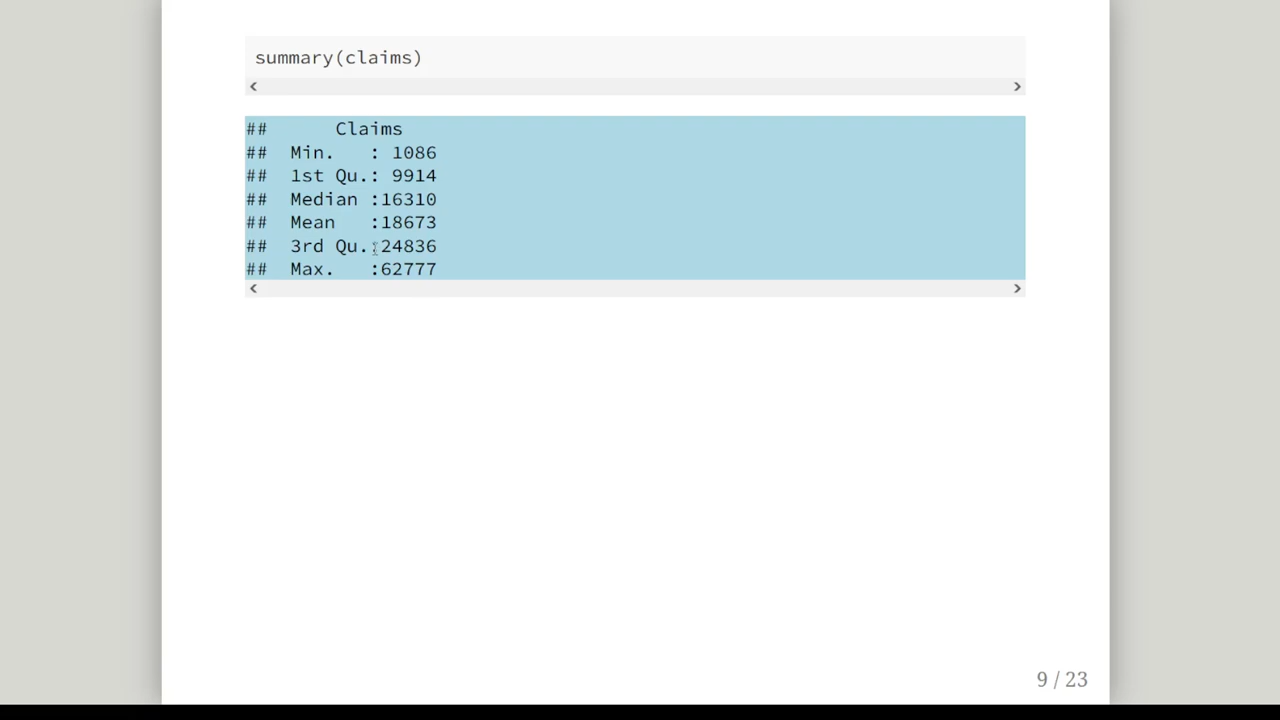 summary(claims)
##      Claims
##  Min.   : 1086
##  1st Qu.: 9914
##  Median :16310
##  Mean   :18673
##  3rd Qu.:24836
##  Max.   :62777
9 / 23